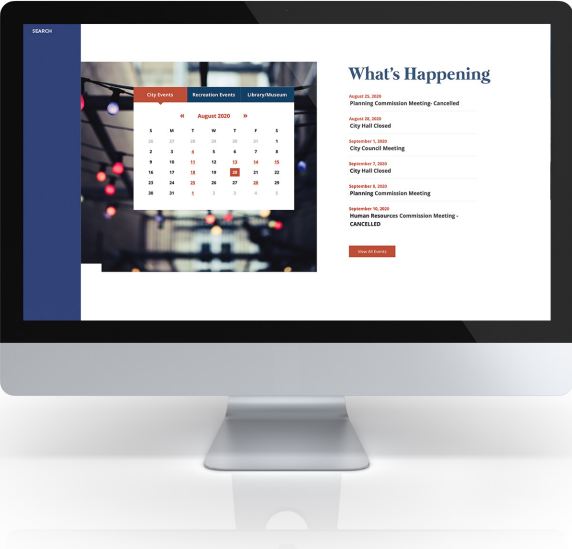 SEARCH
City Events
Recreation Events
Library/Museum
« August 2020 »
S M T W T F S
26 27 28 29 30 31 1
2 3 4 5 6 7 8
9 10 11 12 13 14 15
16 17 18 19 20 21 22
23 24 25 26 27 28 29
30 31 1 2 3 4 5
What's Happening
August 25, 2020
Planning Commission Meeting- Cancelled
August 28, 2020
City Hall Closed
September 1, 2020
City Council Meeting
September 7, 2020
City Hall Closed
September 9, 2020
Planning Commission Meeting
September 10, 2020
Human Resources Commission Meeting -
CANCELLED
View All Events